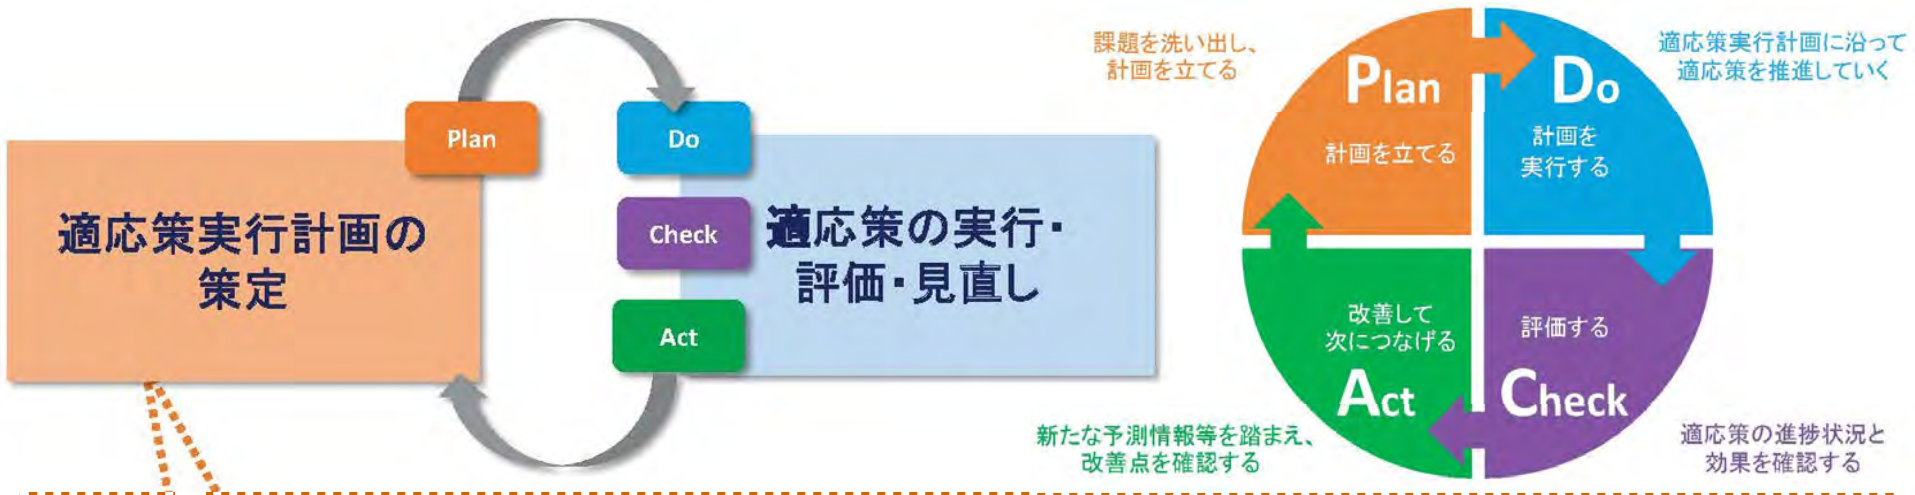 Plan
適応策実行計画の
策定
Do
Check
Act
適応策の実行・
評価・見直し
課題を洗い出し、
計画を立てる
Plan
計画を立てる
Do
計画を
実行する
適応策実行計画に沿って
適応策を推進していく
改善して
次につなげる
Act
評価する
Check
新たな予測情報等を踏まえ、
改善点を確認する
適応策の進捗状況と
効果を確認する